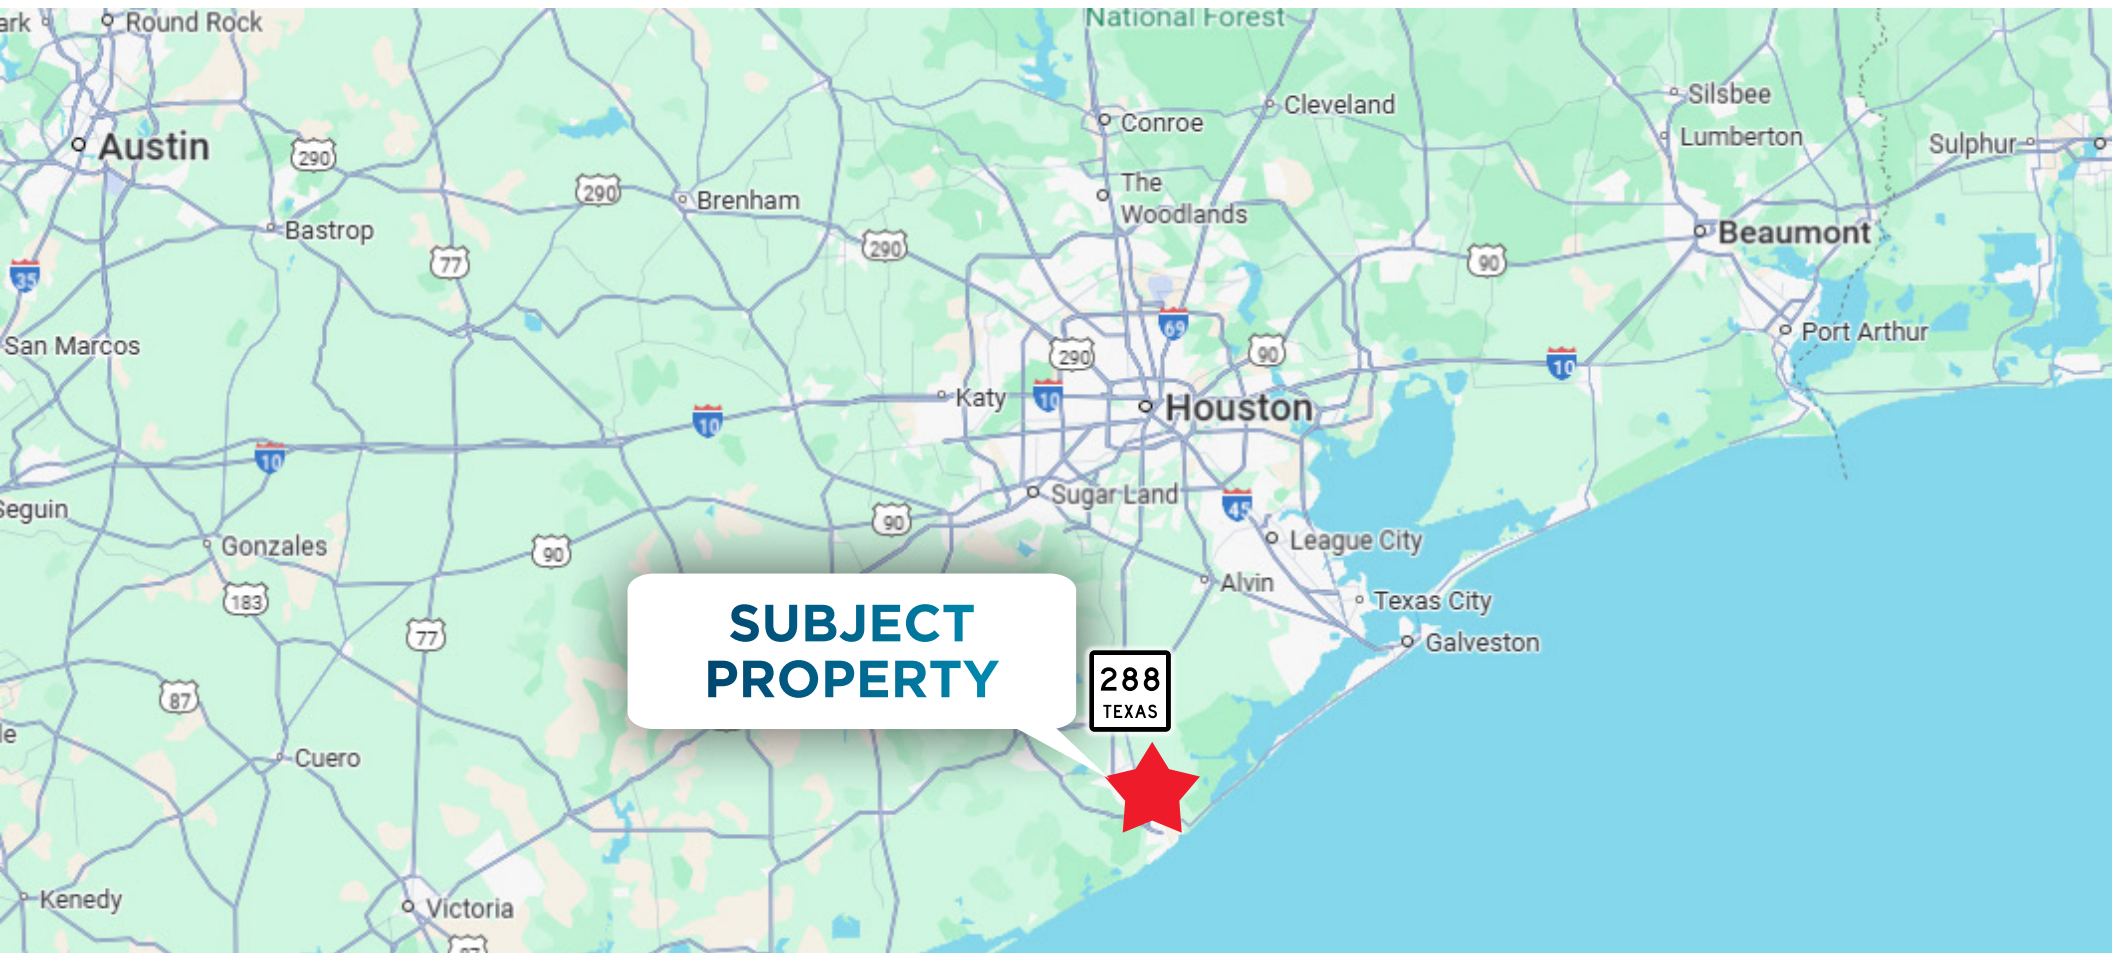 National Forest
ark
Round Rock
Cleveland
Silsbee
Conroe
Lumberton
Austin
290
Sulphur
The
Woodlands
290
Brenham
Bastrop
290
Beaumont
77
90
35
69
Port Arthur
San Marcos
290
90
10
Katy
10
Houston
10
10
Sugar Land
45
Seguin
90
League City
Gonzales
90
Alvin
183
Texas City
SUBJECT
PROPERTY
77
Galveston
288
TEXAS
87
le
Cuero
Kenedy
Victoria
87